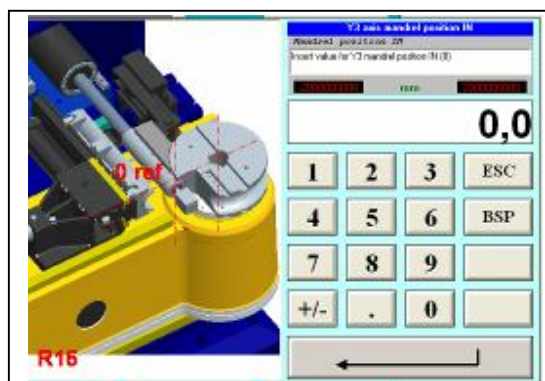 Y3 axis mandrel position IN
Mandrel position IN
Insert value for Y3 mandrel position IN (0)
mm
0,0
0 ref
1 2 3 ESC
4 5 6 BSP
7 8 9
+/- . 0
R15